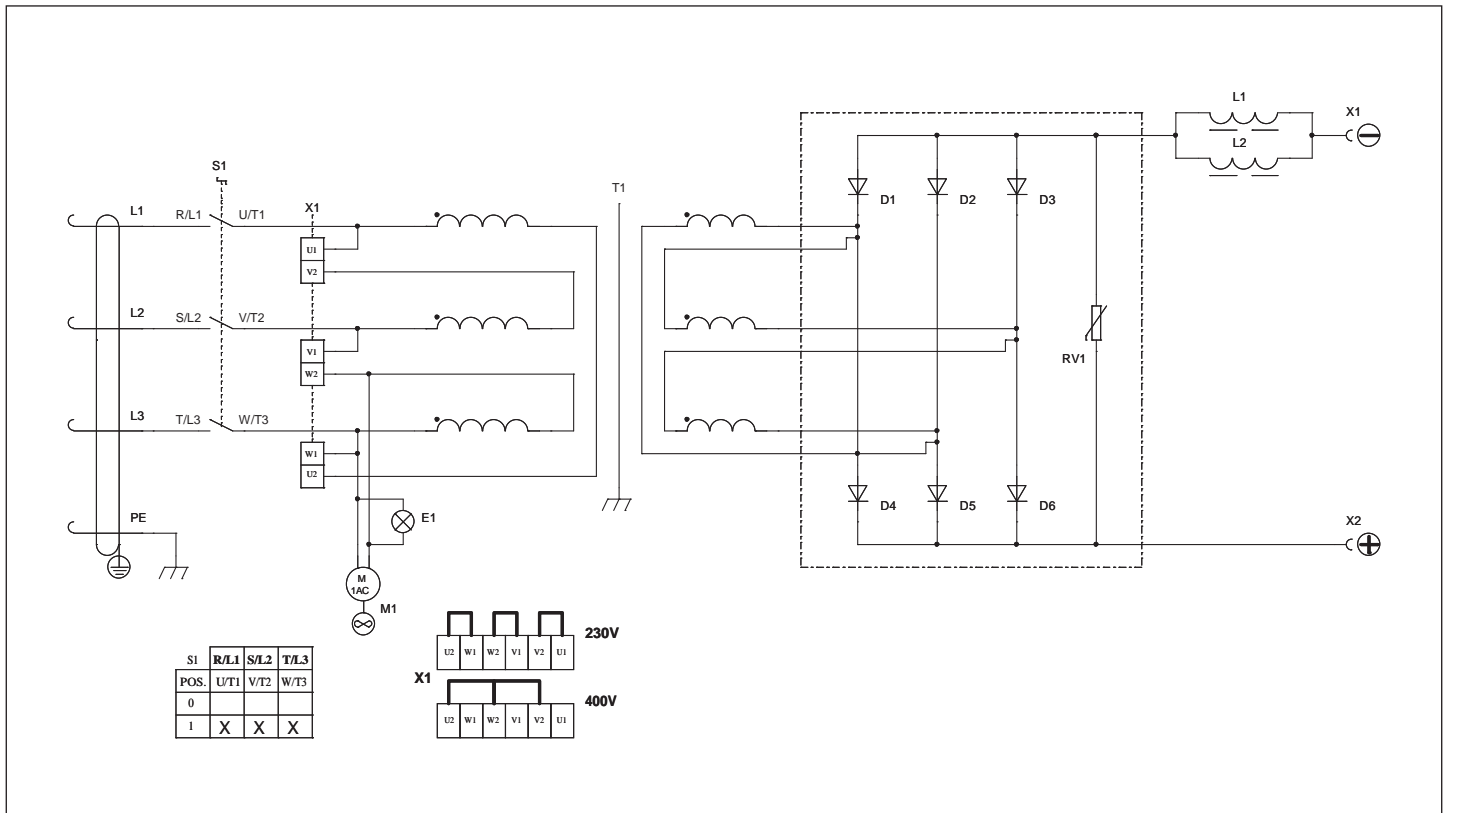 L1
X1
L2
S1
T1
D1 D2 D3
L1 R/L1 U/T1 X1
U1
V2
L2 S/L2 V/T2
V1
RV1
W2
L3 T/L3 W/T3
W1
U2
D4 D5 D6
PE E1 X2
M
1AC
M1
230V
U2 W1 W2 V1 V2 U1
X1
400V
U2 W1 W2 V1 V2 U1
S1 R/L1 S/L2 T/L3
POS. U/T1 V/T2 W/T3
0
1 X X X